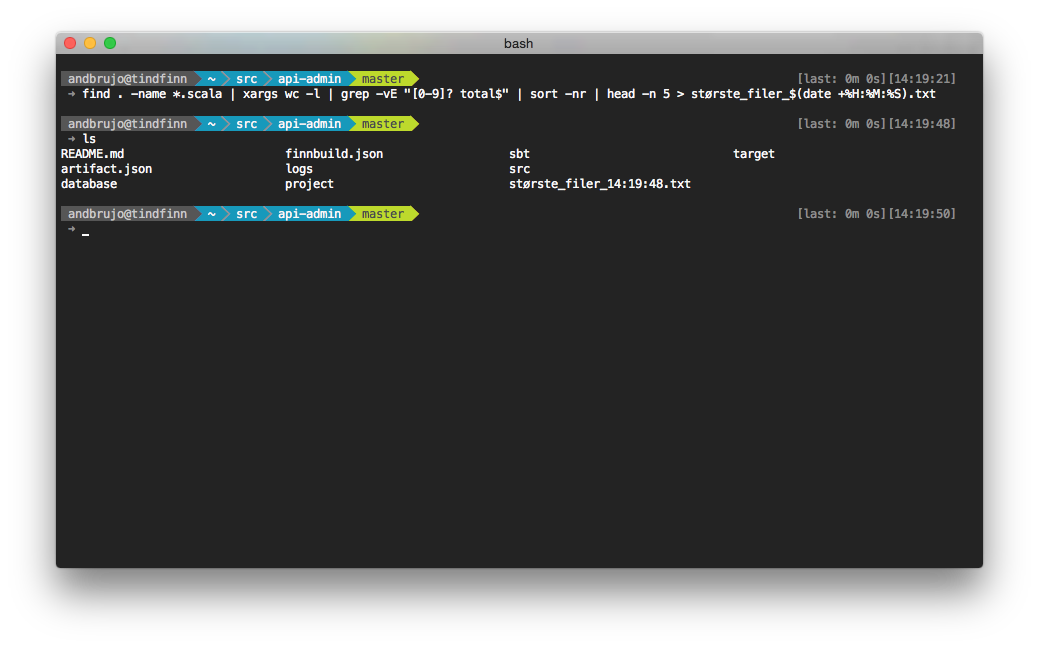 bash
andbrujo@tindfinn ~ src api-admin master [last: 0m 0s][14:19:21]
➜ find . -name *.scala | xargs wc -l | grep -vE "[0-9]? total$" | sort -nr | head -n 5 > største_filer_$(date +%H:%M:%S).txt
andbrujo@tindfinn ~ src api-admin master [last: 0m 0s][14:19:48]
➜ ls
README.md finnbuild.json sbt target
artifact.json logs src
database project største_filer_14:19:48.txt
andbrujo@tindfinn ~ src api-admin master [last: 0m 0s][14:19:50]
➜ _